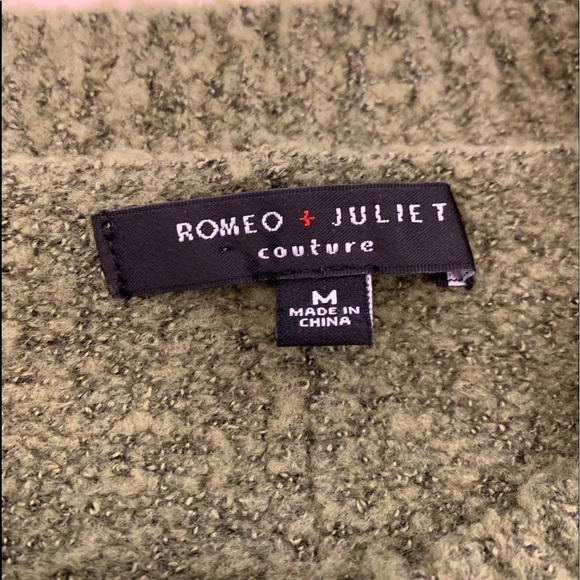 ROMEO + JULIET
couture
M
MADE IN
CHINA